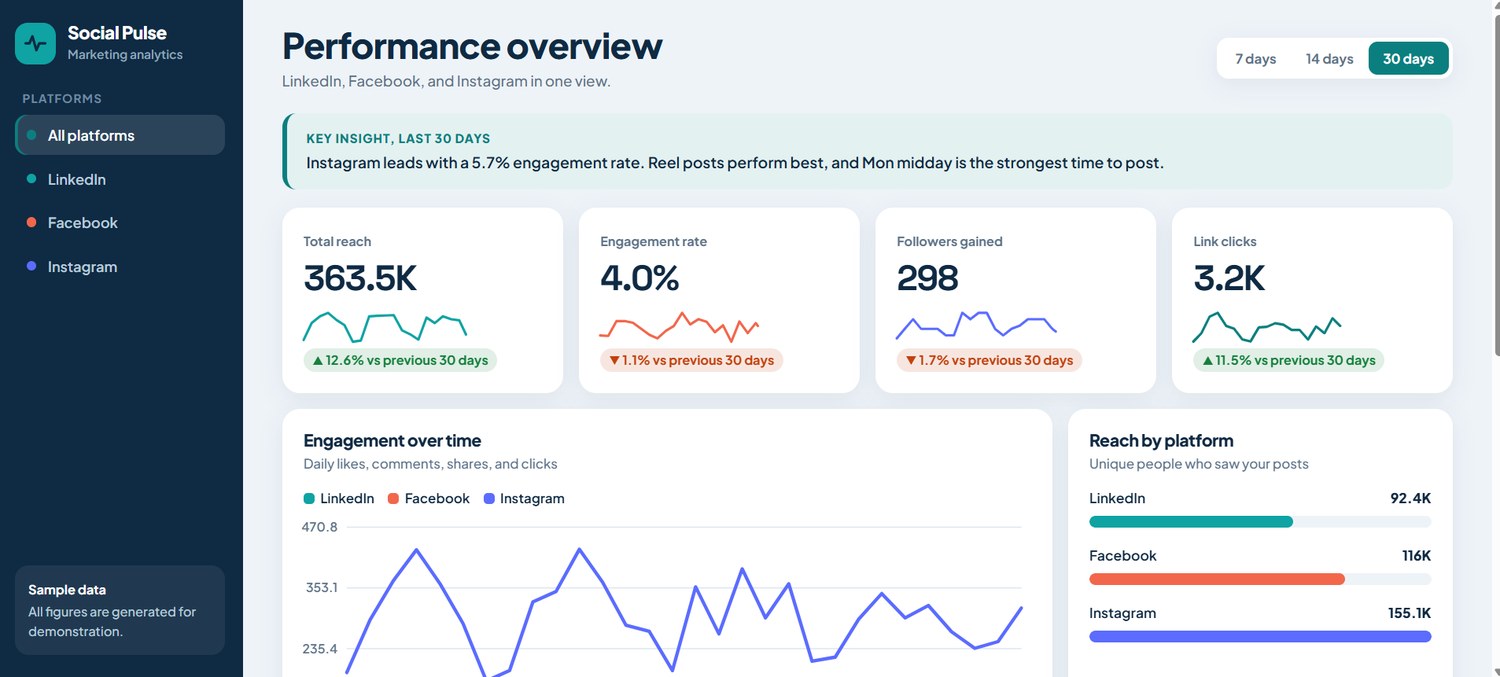 Social Pulse
Marketing analytics
PLATFORMS
All platforms
LinkedIn
Facebook
Instagram
Sample data
All figures are generated for
demonstration.
Performance overview
LinkedIn, Facebook, and Instagram in one view.
7 days
14 days
30 days
KEY INSIGHT, LAST 30 DAYS
Instagram leads with a 5.7% engagement rate. Reel posts perform best, and Mon midday is the strongest time to post.
Total reach
363.5K
▲ 12.6% vs previous 30 days
Engagement rate
4.0%
▼ 1.1% vs previous 30 days
Followers gained
298
▼ 1.7% vs previous 30 days
Link clicks
3.2K
▲ 11.5% vs previous 30 days
Engagement over time
Daily likes, comments, shares, and clicks
LinkedIn
Facebook
Instagram
470.8
353.1
235.4
Reach by platform
Unique people who saw your posts
LinkedIn 92.4K
Facebook 116K
Instagram 155.1K